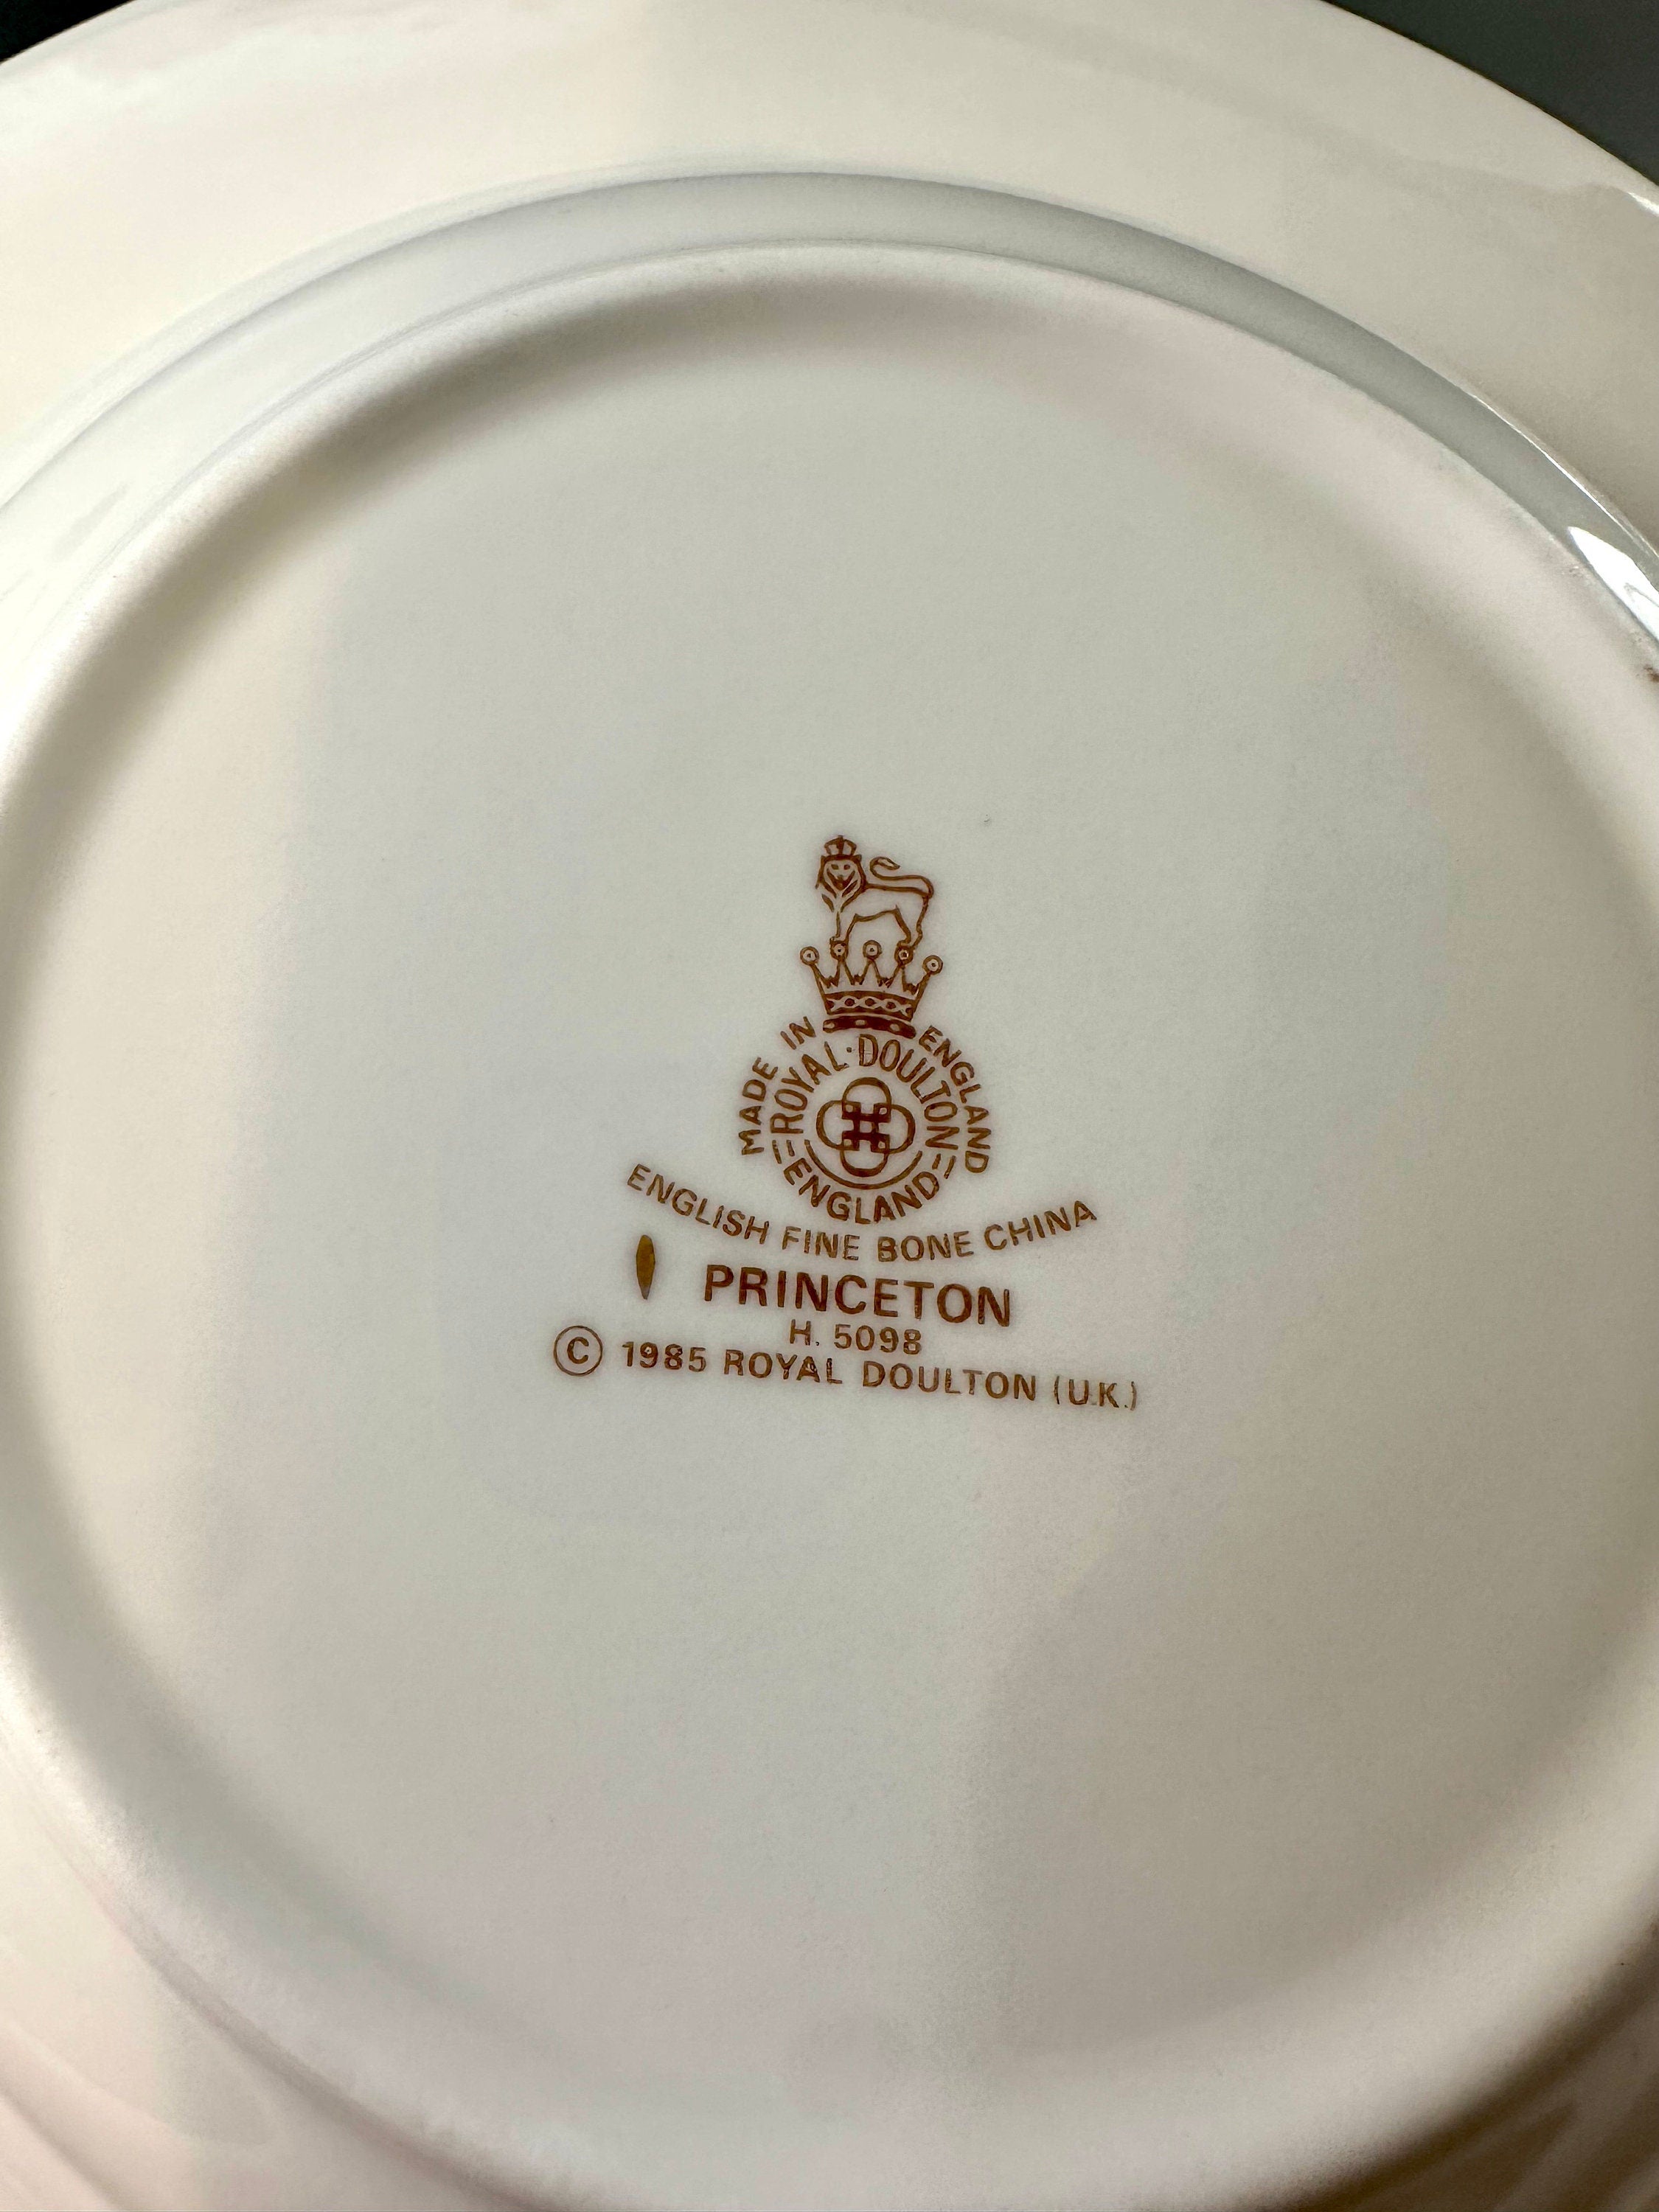 MADE IN ENGLAND
ROYAL·DOULTON
ENGLAND
ENGLISH FINE BONE CHINA
PRINCETON
H. 5098
© 1985 ROYAL DOULTON (U.K.)